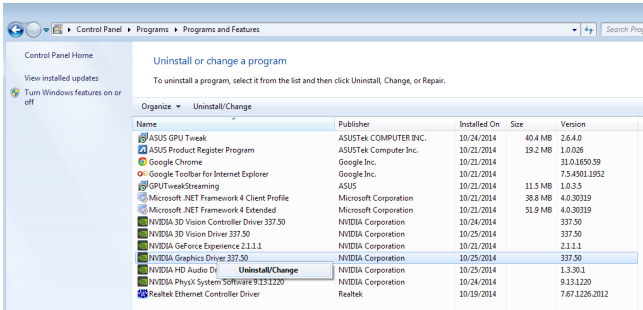 Control Panel ▸ Programs ▸ Programs and Features
Search Pro
Control Panel Home
View installed updates
Turn Windows features on or
off
Uninstall or change a program
To uninstall a program, select it from the list and then click Uninstall, Change, or Repair.
Organize Uninstall/Change
Name Publisher Installed On Size Version
ASUS GPU Tweak ASUSTek COMPUTER INC. 10/24/2014 40.4 MB 2.6.4.0
ASUS Product Register Program ASUSTek Computer Inc. 10/21/2014 19.2 MB 1.0.026
Google Chrome Google Inc. 10/21/2014 31.0.1650.59
Google Toolbar for Internet Explorer Google Inc. 10/21/2014 7.5.4501.1952
GPUTweakStreaming ASUS 10/21/2014 11.5 MB 1.0.3.5
Microsoft .NET Framework 4 Client Profile Microsoft Corporation 10/21/2014 38.8 MB 4.0.30319
Microsoft .NET Framework 4 Extended Microsoft Corporation 10/21/2014 51.9 MB 4.0.30319
NVIDIA 3D Vision Controller Driver 337.50 NVIDIA Corporation 10/24/2014 337.50
NVIDIA 3D Vision Driver 337.50 NVIDIA Corporation 10/25/2014 337.50
NVIDIA GeForce Experience 2.1.1.1 NVIDIA Corporation 10/21/2014 2.1.1.1
NVIDIA Graphics Driver 337.50 NVIDIA Corporation 10/25/2014 337.50
NVIDIA HD Audio Dr Uninstall/Change NVIDIA Corporation 10/25/2014 1.3.30.1
NVIDIA PhysX System Software 9.13.1220 NVIDIA Corporation 10/24/2014 9.13.1220
Realtek Ethernet Controller Driver Realtek 10/19/2014 7.67.1226.2012